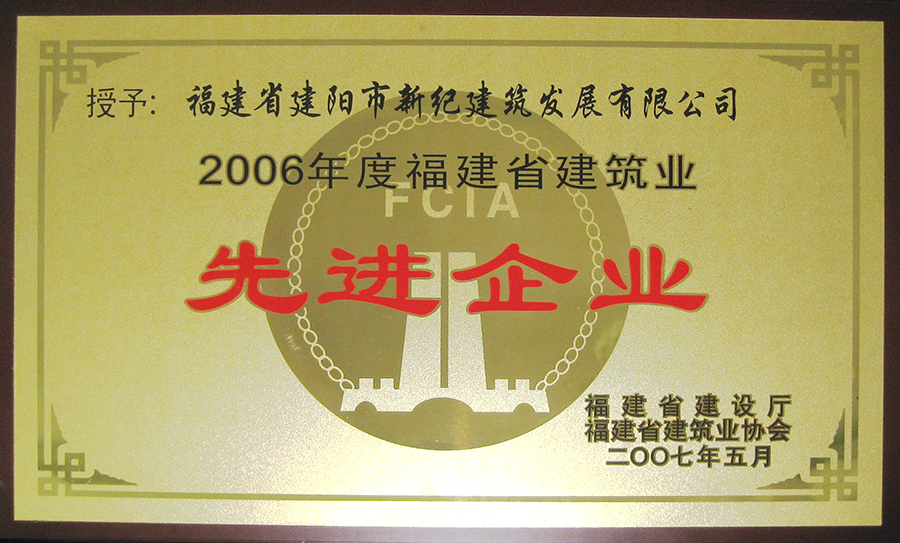 授予：福建省建阳市新纪建筑发展有限公司
2006年度福建省建筑业
FCIA
先进企业
福建省建设厅
福建省建筑业协会
二〇〇七年五月